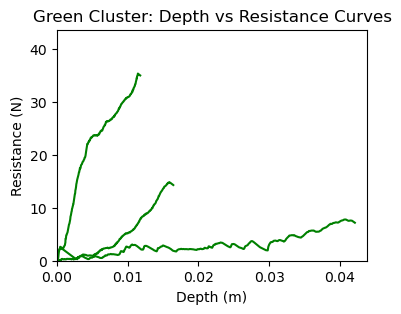 Green Cluster: Depth vs Resistance Curves
Resistance (N)
40
30
20
10
0
0.00 0.01 0.02 0.03 0.04
Depth (m)